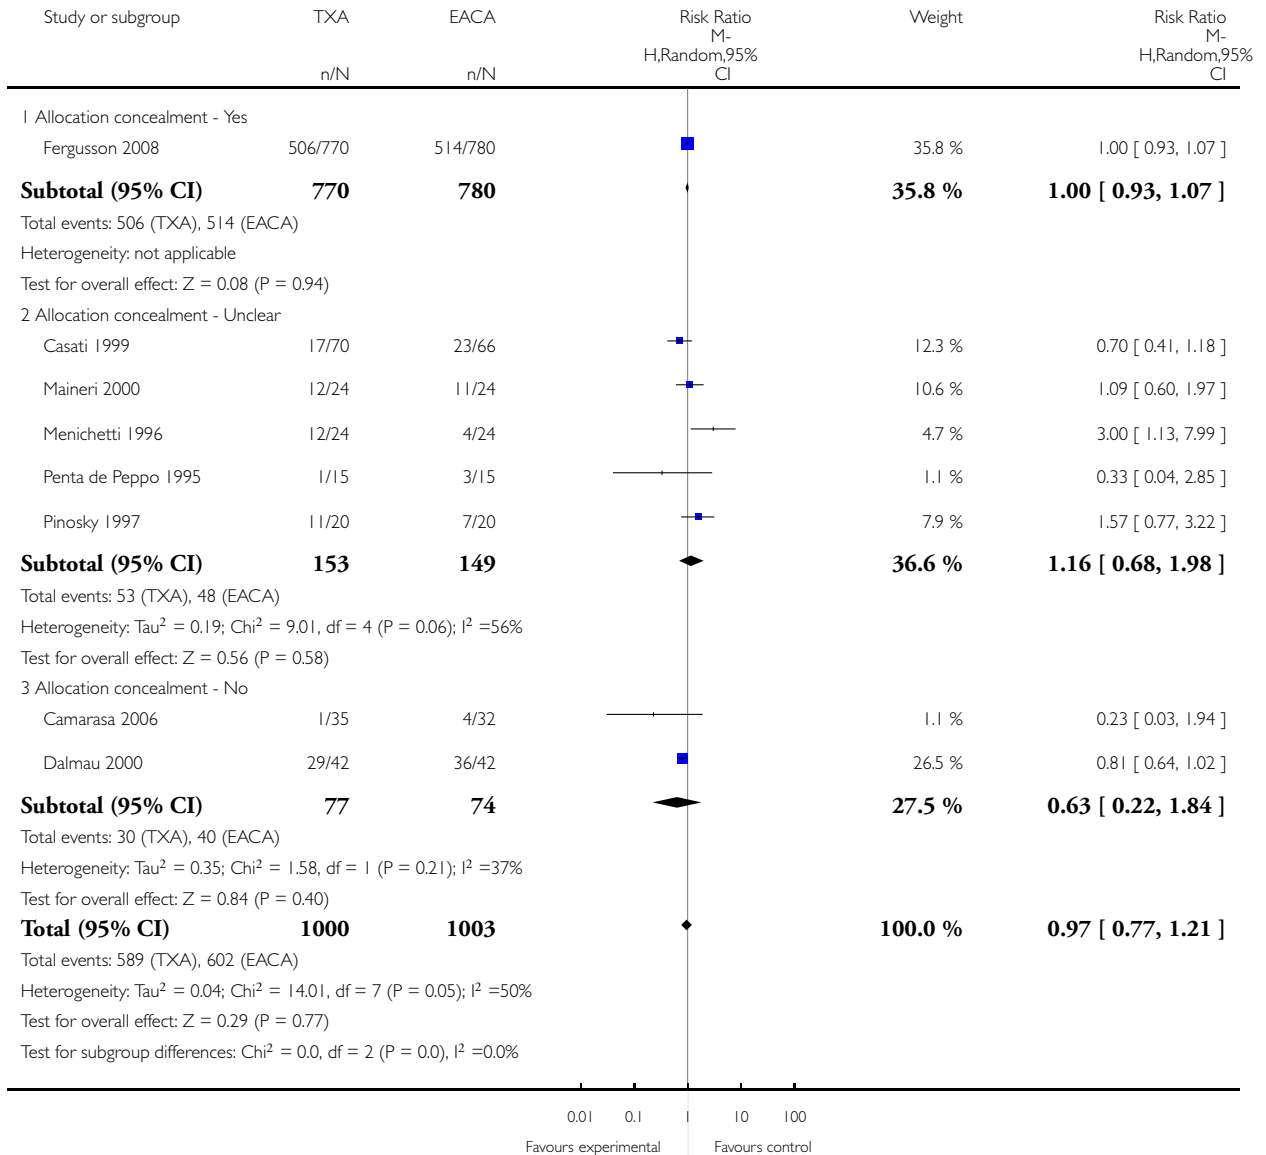 Study or subgroup TXA EACA Risk Ratio Weight Risk Ratio
M- M-
H,Random,95% H,Random,95%
n/N n/N CI CI
1 Allocation concealment - Yes
Fergusson 2008 506/770 514/780 35.8 % 1.00 [ 0.93, 1.07 ]
Subtotal (95% CI) 770 780 35.8 % 1.00 [ 0.93, 1.07 ]
Total events: 506 (TXA), 514 (EACA)
Heterogeneity: not applicable
Test for overall effect: Z = 0.08 (P = 0.94)
2 Allocation concealment - Unclear
Casati 1999 17/70 23/66 12.3 % 0.70 [ 0.41, 1.18 ]
Maineri 2000 12/24 11/24 10.6 % 1.09 [ 0.60, 1.97 ]
Menichetti 1996 12/24 4/24 4.7 % 3.00 [ 1.13, 7.99 ]
Penta de Peppo 1995 1/15 3/15 1.1 % 0.33 [ 0.04, 2.85 ]
Pinosky 1997 11/20 7/20 7.9 % 1.57 [ 0.77, 3.22 ]
Subtotal (95% CI) 153 149 36.6 % 1.16 [ 0.68, 1.98 ]
Total events: 53 (TXA), 48 (EACA)
Heterogeneity: Tau² = 0.19; Chi² = 9.01, df = 4 (P = 0.06); I² =56%
Test for overall effect: Z = 0.56 (P = 0.58)
3 Allocation concealment - No
Camarasa 2006 1/35 4/32 1.1 % 0.23 [ 0.03, 1.94 ]
Dalmau 2000 29/42 36/42 26.5 % 0.81 [ 0.64, 1.02 ]
Subtotal (95% CI) 77 74 27.5 % 0.63 [ 0.22, 1.84 ]
Total events: 30 (TXA), 40 (EACA)
Heterogeneity: Tau² = 0.35; Chi² = 1.58, df = 1 (P = 0.21); I² =37%
Test for overall effect: Z = 0.84 (P = 0.40)
Total (95% CI) 1000 1003 100.0 % 0.97 [ 0.77, 1.21 ]
Total events: 589 (TXA), 602 (EACA)
Heterogeneity: Tau² = 0.04; Chi² = 14.01, df = 7 (P = 0.05); I² =50%
Test for overall effect: Z = 0.29 (P = 0.77)
Test for subgroup differences: Chi² = 0.0, df = 2 (P = 0.0), I² =0.0%
0.01 0.1 1 10 100
Favours experimental Favours control